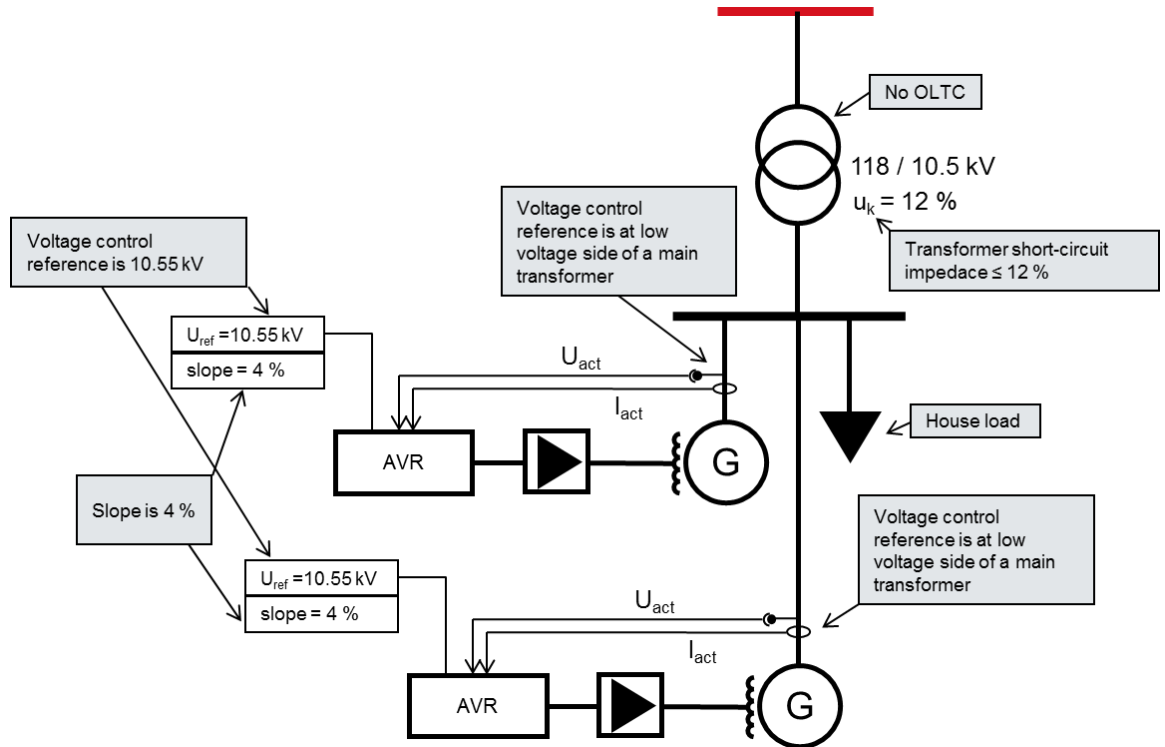 No OLTC
118 / 10.5 kV
uk = 12 %
Transformer short-circuit
impedace ≤ 12 %
Voltage control
reference is at low
voltage side of a main
transformer
Voltage control
reference is 10.55 kV
Uref =10.55 kV
slope = 4 %
Uact
Iact
AVR
G
House load
Slope is 4 %
Voltage control
reference is at low
voltage side of a main
transformer
Uref =10.55 kV
slope = 4 %
Uact
Iact
AVR
G